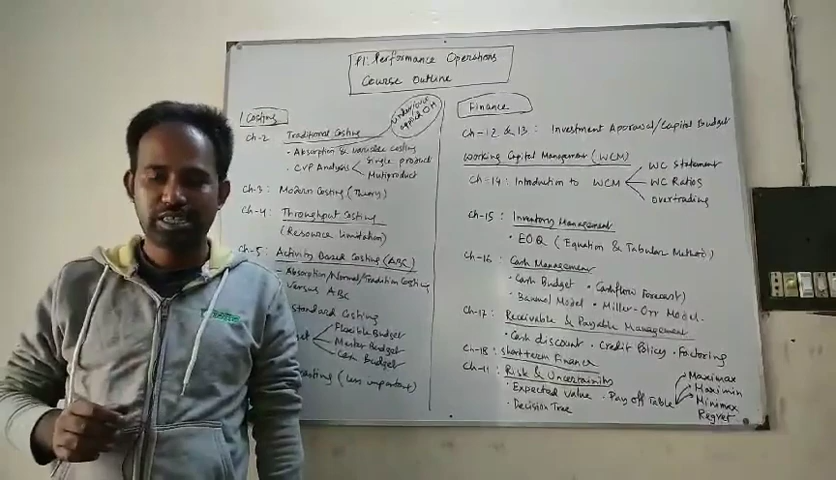 P1: Performance Operations
Course Outline
Costing
under/over
applied OH
Ch-2 Traditional Costing
• Absorption & variable costing
• CVP Analysis
Single product
Multiproduct
Ch-3: Modern Costing (Theory)
Ch-4: Throughput Costing
(Resource Limitation)
Ch-5: Activity Based Costing (ABC)
- Absorption/Normal/Tradition Costing
versus ABC
Standard Costing
Flexible Budget
Master Budget
Cash Budget
(less important)
Finance
Ch-12 & 13: Investment Appraisal/Capital Budget
Working Capital Management (WCM)
Ch-14: Introduction to WCM
WC Statement
WC Ratios
overtrading
Ch-15: Inventory Management
• EOQ (Equation & Tabular Method)
Ch-16: Cash Management
• Cash Budget • Cashflow Forecast)
• Baumol Model • Miller-Orr Model.
Ch-17: Receivable & Payable Management
• Cash discount • Credit Policy • Factoring
Ch-18: Short term Finance
Ch-11: Risk & Uncertainity
• Expected Value • Pay off Table
Maximax
Maximin
Minimax
Regret
• Decision Tree